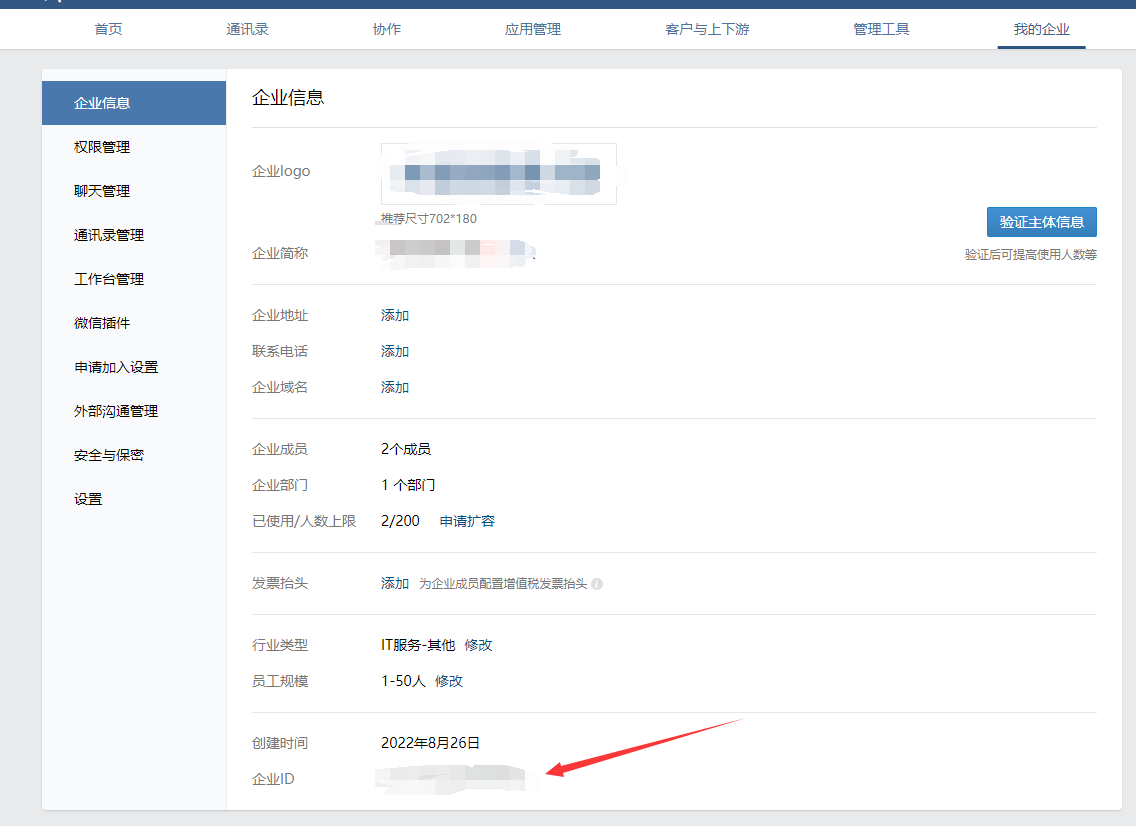 首页 通讯录 协作 应用管理 客户与上下游 管理工具 我的企业
企业信息
权限管理
聊天管理
通讯录管理
工作台管理
微信插件
申请加入设置
外部沟通管理
安全与保密
设置
企业信息
企业logo
推荐尺寸702*180
验证主体信息
企业简称
验证后可提高使用人数等
企业地址 添加
联系电话 添加
企业域名 添加
企业成员 2个成员
企业部门 1 个部门
已使用/人数上限 2/200 申请扩容
发票抬头 添加 为企业成员配置增值税发票抬头
行业类型 IT服务-其他 修改
员工规模 1-50人 修改
创建时间 2022年8月26日
企业ID